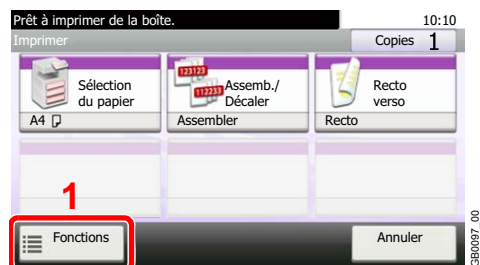 Prêt à imprimer de la boîte. 10:10
Imprimer Copies 1
123123
112233
Sélection du papier
A4
Assemb./ Décaler
Assembler
Recto verso
Recto
1
Fonctions
Annuler
GB0097_00